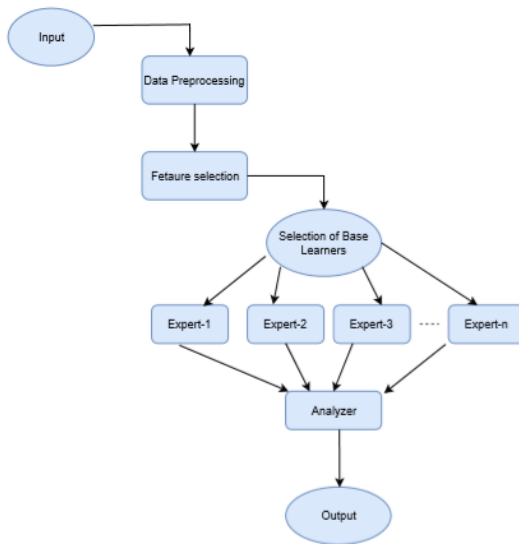 Input
Data Preprocessing
Fetaure selection
Selection of Base
Learners
Expert-1
Expert-2
Expert-3
Expert-n
Analyzer
Output